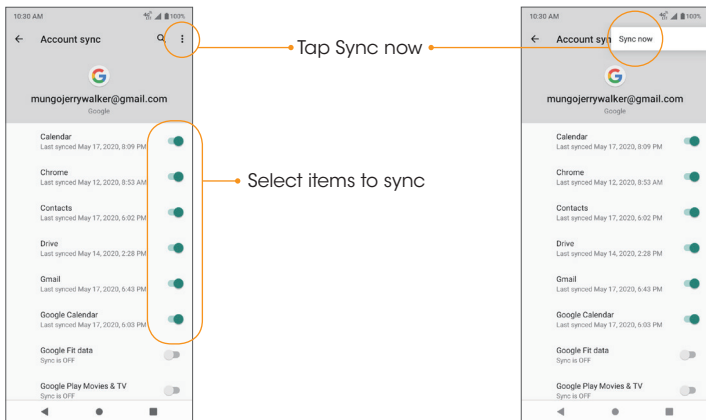 10:30 AM 100%
Account sync
mungojerrywalker@gmail.com
Google
Calendar
Last synced May 17, 2020, 8:09 PM
Chrome
Last synced May 12, 2020, 8:53 AM
Contacts
Last synced May 17, 2020, 6:02 PM
Drive
Last synced May 14, 2020, 2:28 PM
Gmail
Last synced May 17, 2020, 6:43 PM
Google Calendar
Last synced May 17, 2020, 6:03 PM
Google Fit data
Sync is OFF
Google Play Movies & TV
Sync is OFF
Tap Sync now
Select items to sync
10:30 AM 100%
Account syn Sync now
mungojerrywalker@gmail.com
Google
Calendar
Last synced May 17, 2020, 8:09 PM
Chrome
Last synced May 12, 2020, 8:53 AM
Contacts
Last synced May 17, 2020, 6:02 PM
Drive
Last synced May 14, 2020, 2:28 PM
Gmail
Last synced May 17, 2020, 6:43 PM
Google Calendar
Last synced May 17, 2020, 6:03 PM
Google Fit data
Sync is OFF
Google Play Movies & TV
Sync is OFF